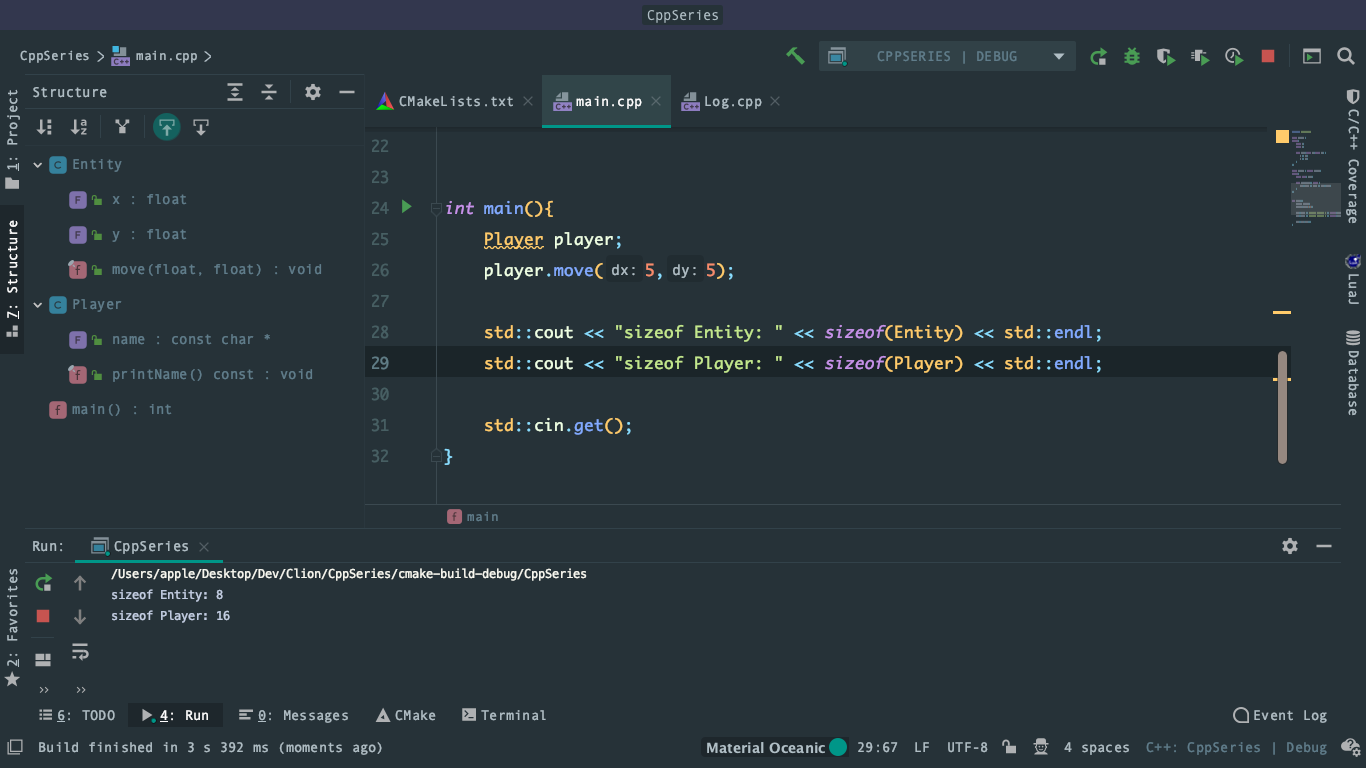 CppSeries
CppSeries > main.cpp >
CPPSERIES | DEBUG
1: Project
Z: Structure
2: Favorites
Structure
Entity
x : float
y : float
move(float, float) : void
Player
name : const char *
printName() const : void
main() : int
CMakeLists.txt
main.cpp
Log.cpp
22
23
24 int main(){
25 Player player;
26 player.move( dx: 5, dy: 5);
27
28 std::cout << "sizeof Entity: " << sizeof(Entity) << std::endl;
29 std::cout << "sizeof Player: " << sizeof(Player) << std::endl;
30
31 std::cin.get();
32 }
main
C/C++ Coverage
LuaJ
Database
Run: CppSeries
/Users/apple/Desktop/Dev/Clion/CppSeries/cmake-build-debug/CppSeries
sizeof Entity: 8
sizeof Player: 16
6: TODO
4: Run
0: Messages
CMake
Terminal
Event Log
Build finished in 3 s 392 ms (moments ago)
Material Oceanic
29:67 LF UTF-8 4 spaces C++: CppSeries | Debug